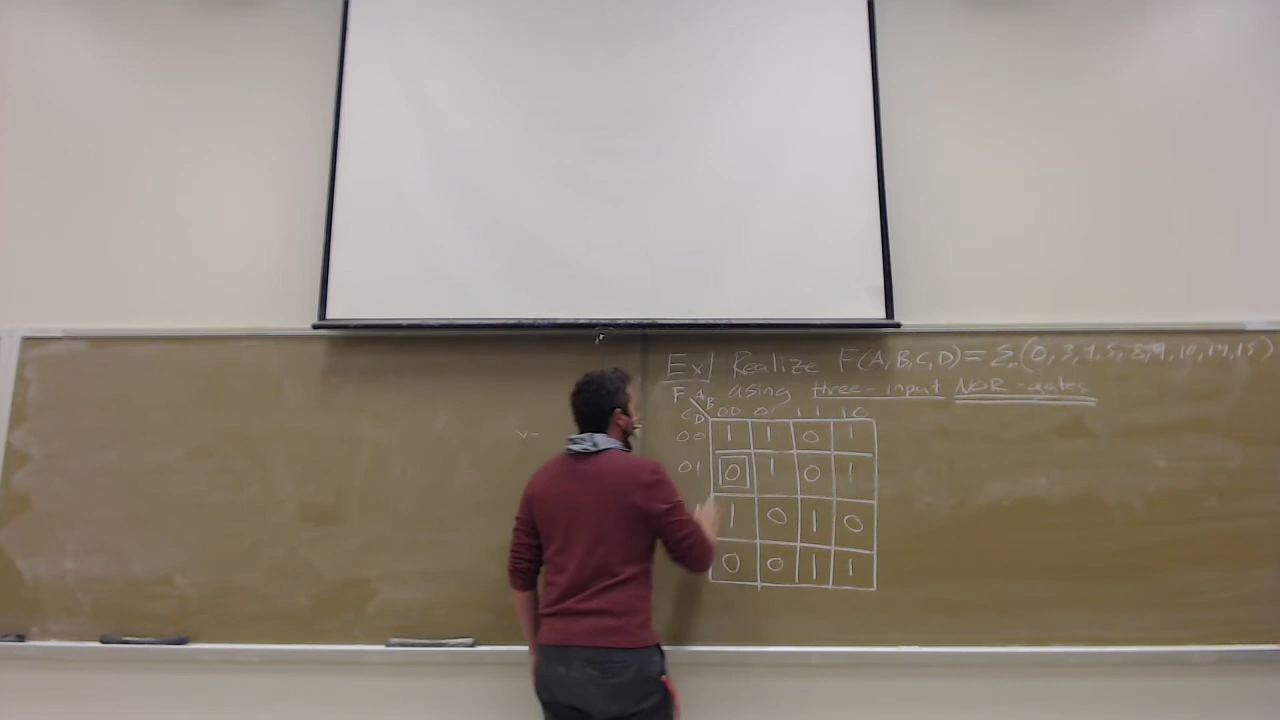 Ex| Realize F(A,B,C,D) = Σm(0,3,4,5,8,9,10,14,15)
using three-input NOR-gates
F AB CD 00 01 11 10
00 1 1 0 1
01 0 1 0 1
1 0 1 0
0 0 1 1